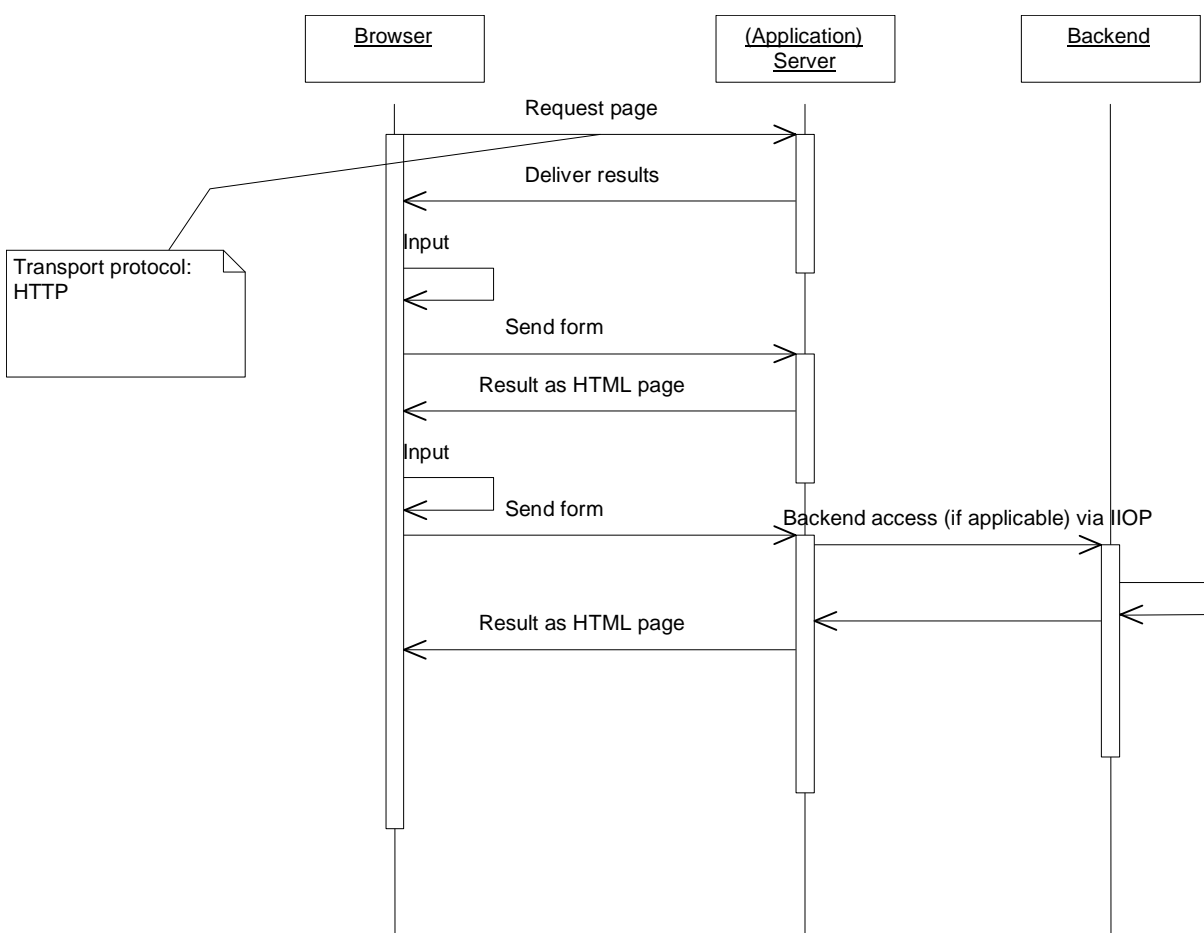 Browser
(Application)
Server
Backend
Request page
Deliver results
Input
Transport protocol:
HTTP
Send form
Result as HTML page
Input
Send form
Backend access (if applicable) via IIOP
Result as HTML page